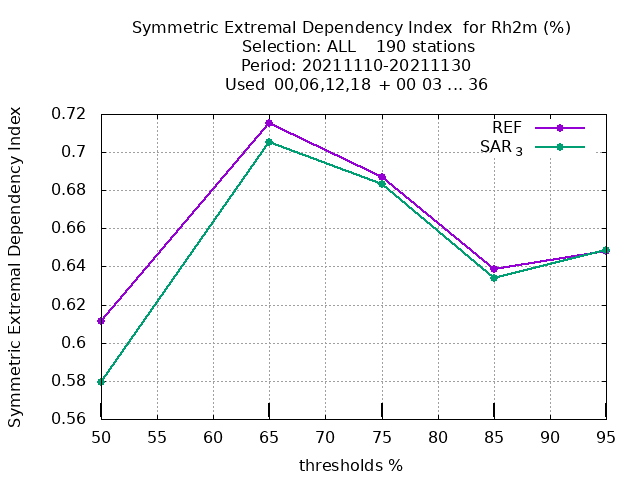 Symmetric Extremal Dependency Index for Rh2m (%)
Selection: ALL 190 stations
Period: 20211110-20211130
Used 00,06,12,18 + 00 03 ... 36
Symmetric Extremal Dependency Index
0.72
0.7
0.68
0.66
0.64
0.62
0.6
0.58
0.56
REF
SAR 3
50 55 60 65 70 75 80 85 90 95
thresholds %